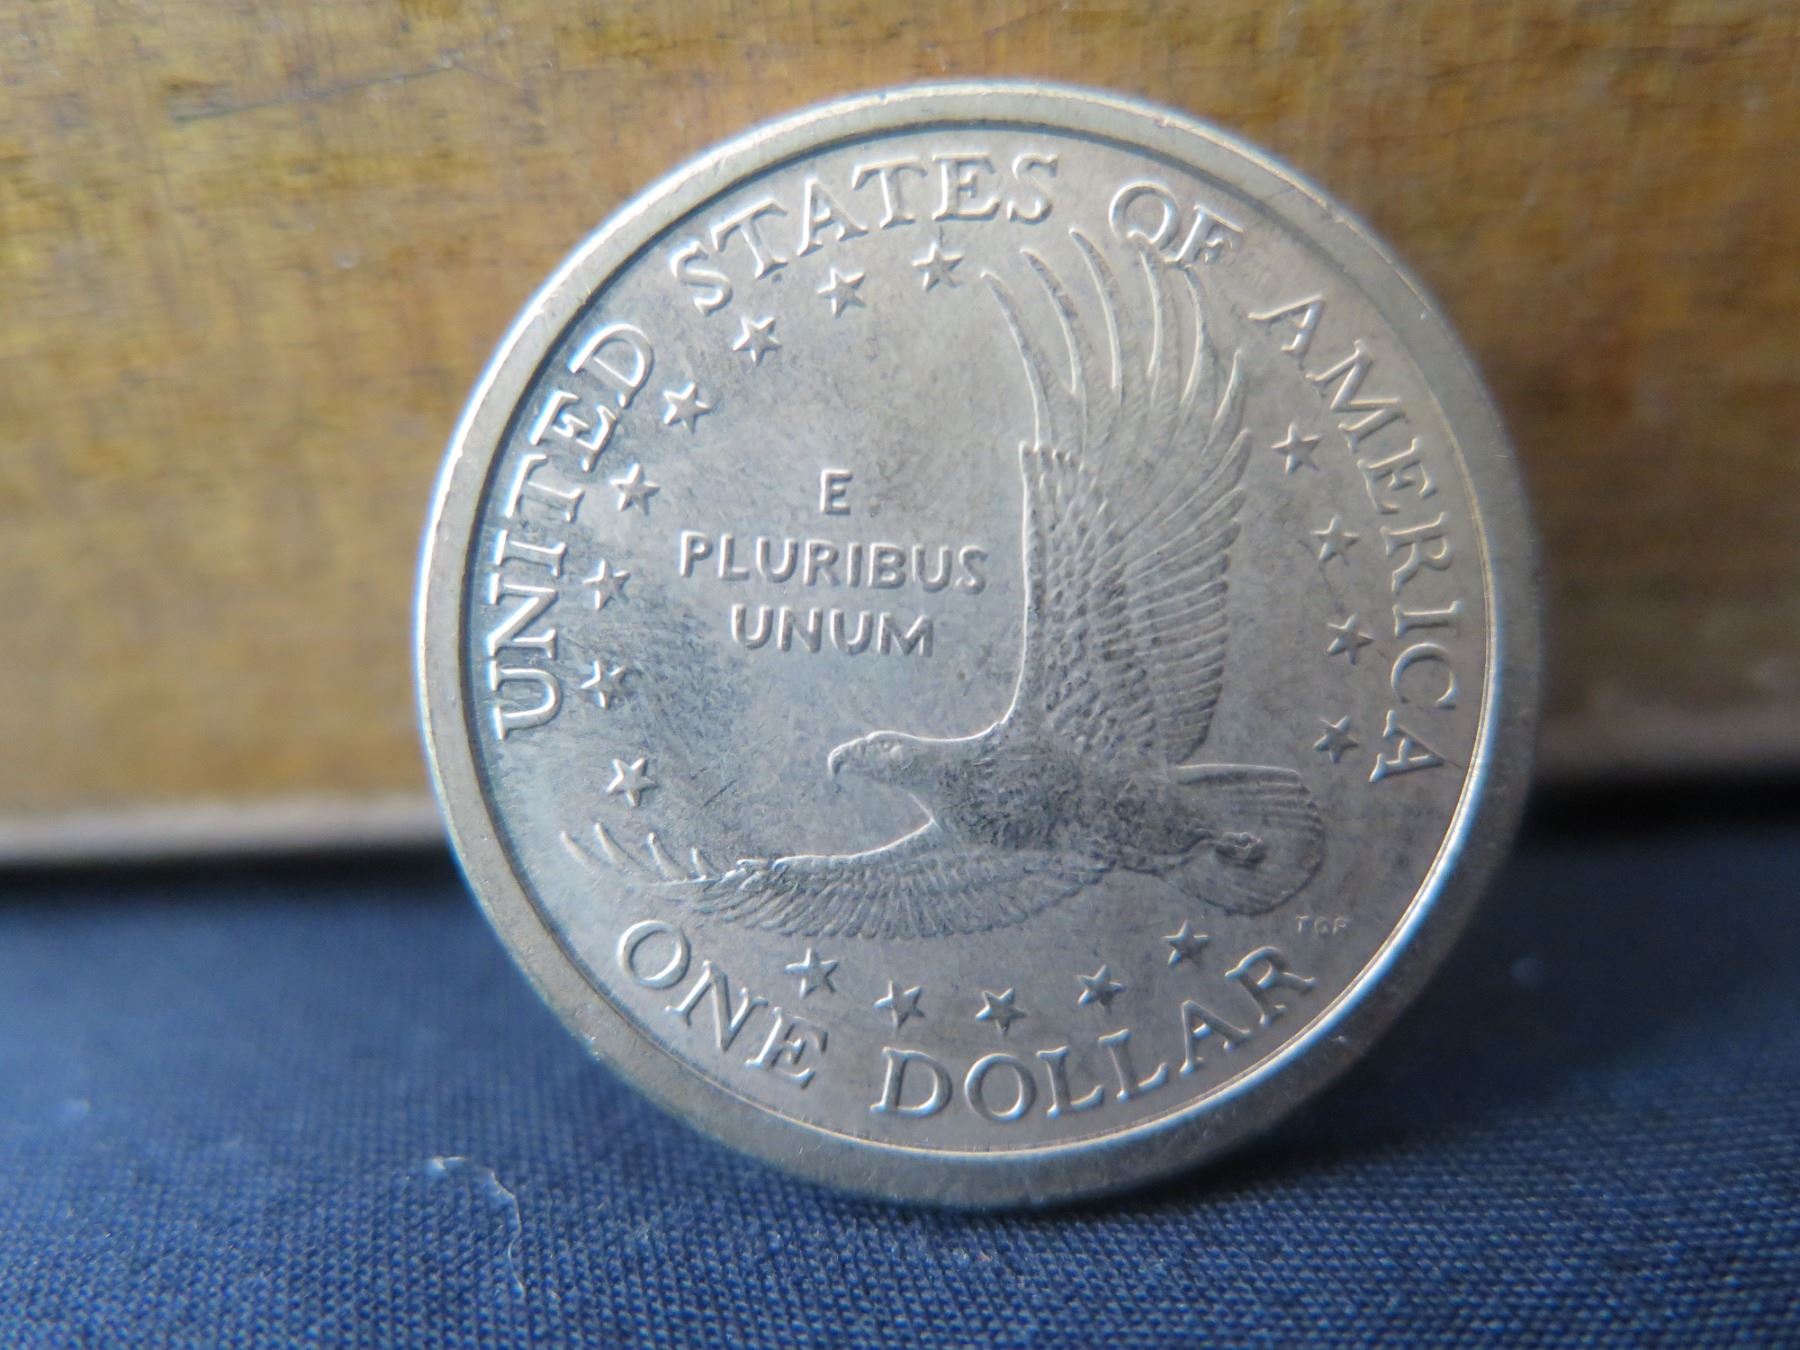 UNITED STATES OF AMERICA
E
PLURIBUS
UNUM
TDR
ONE DOLLAR